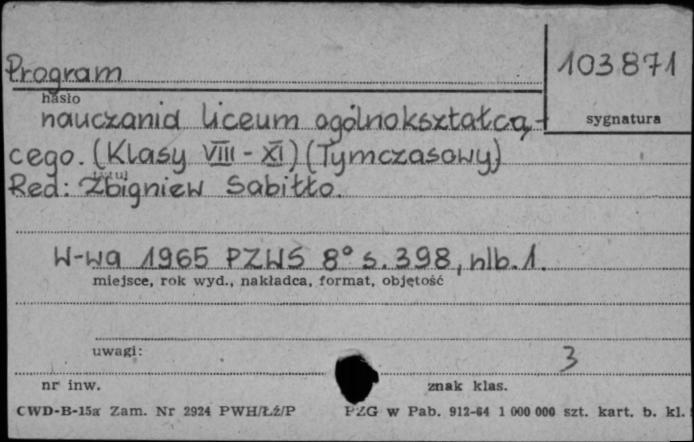 103871
Program
hasło
sygnatura
nauczania liceum ogólnokształcą-
cego. (Klasy VIII - XI) (Tymczasowy)
tytuł
Red: Zbigniew Sabiłło.
W-wa 1965 PZWS 8° s. 398, nlb. 1.
miejsce, rok wyd., nakładca, format, objętość
uwagi:
3
nr inw.
znak klas.
CWD-B-15a Zam. Nr 2924 PWH/Łź/P PZG w Pab. 912-64 1 000 000 szt. kart. b. kl.